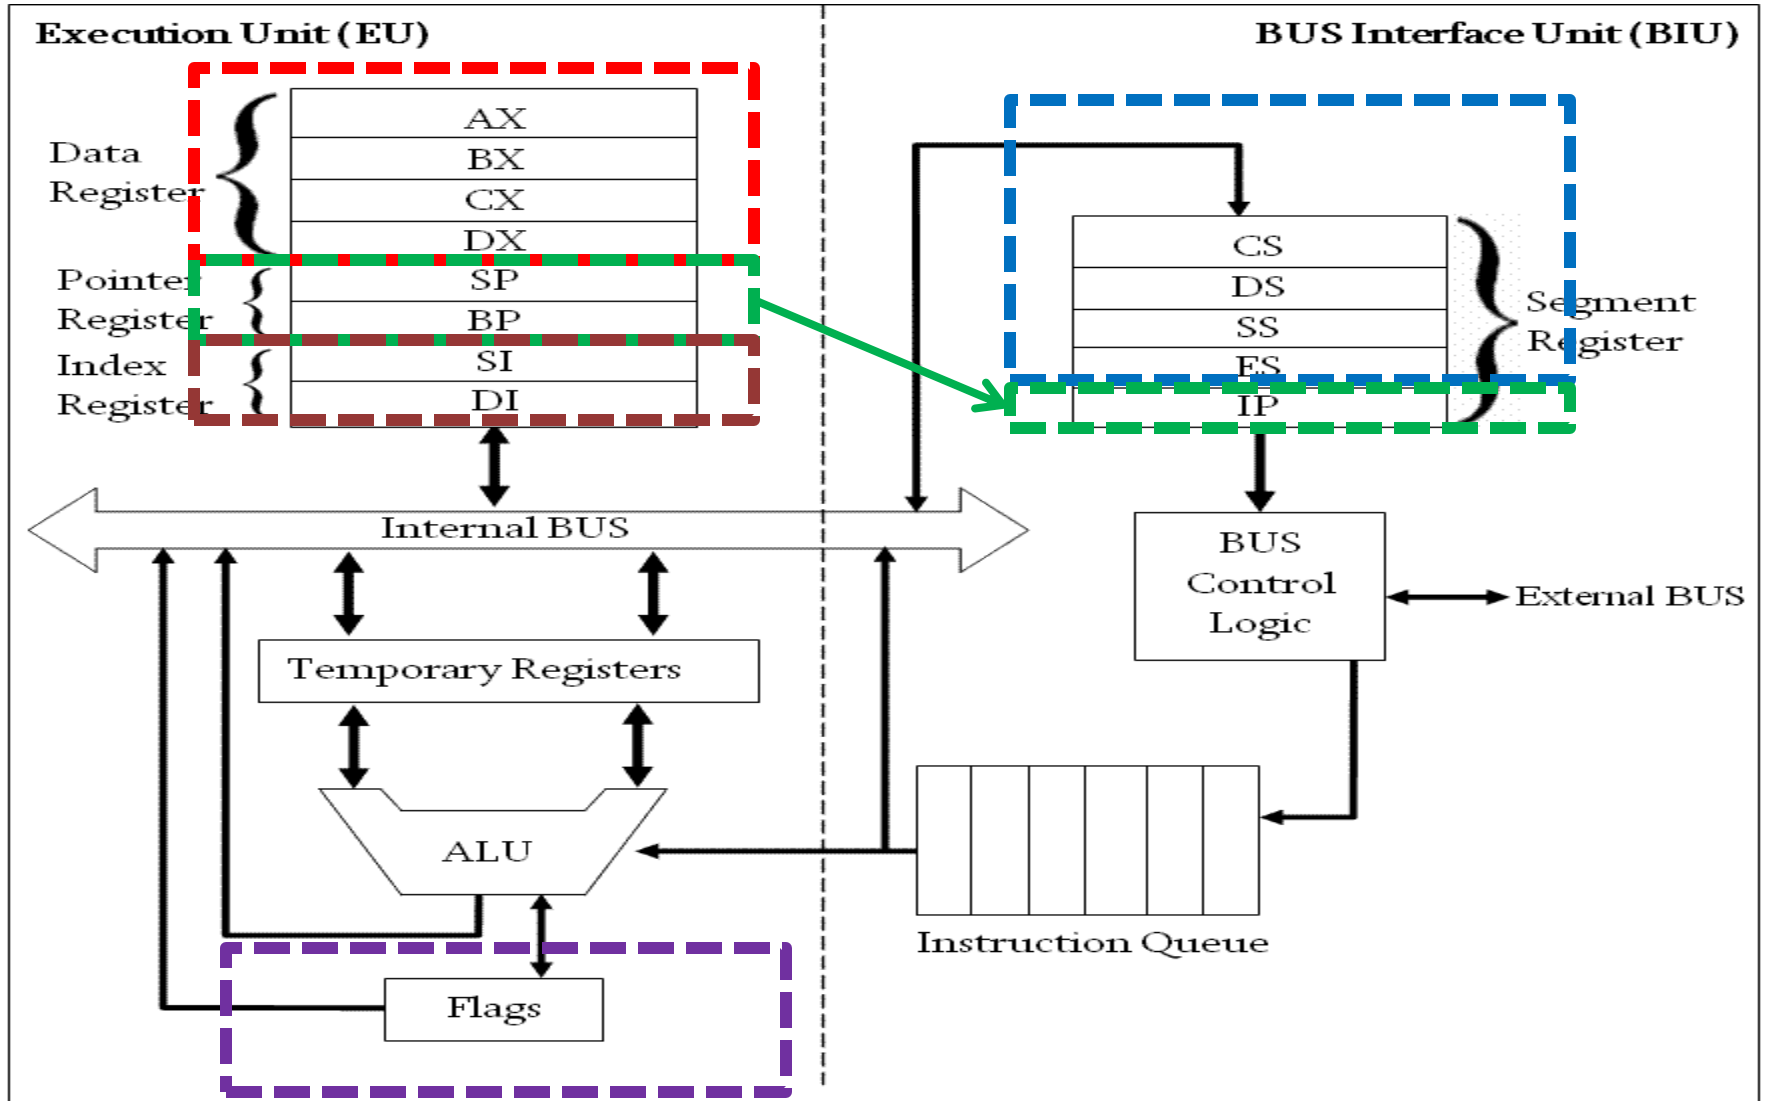 Execution Unit (EU)
BUS Interface Unit (BIU)
Data
Register
AX
BX
CX
DX
Pointer
Register
SP
BP
Index
Register
SI
DI
CS
DS
SS
ES
IP
Segment
Register
Internal BUS
BUS
Control
Logic
External BUS
Temporary Registers
ALU
Instruction Queue
Flags